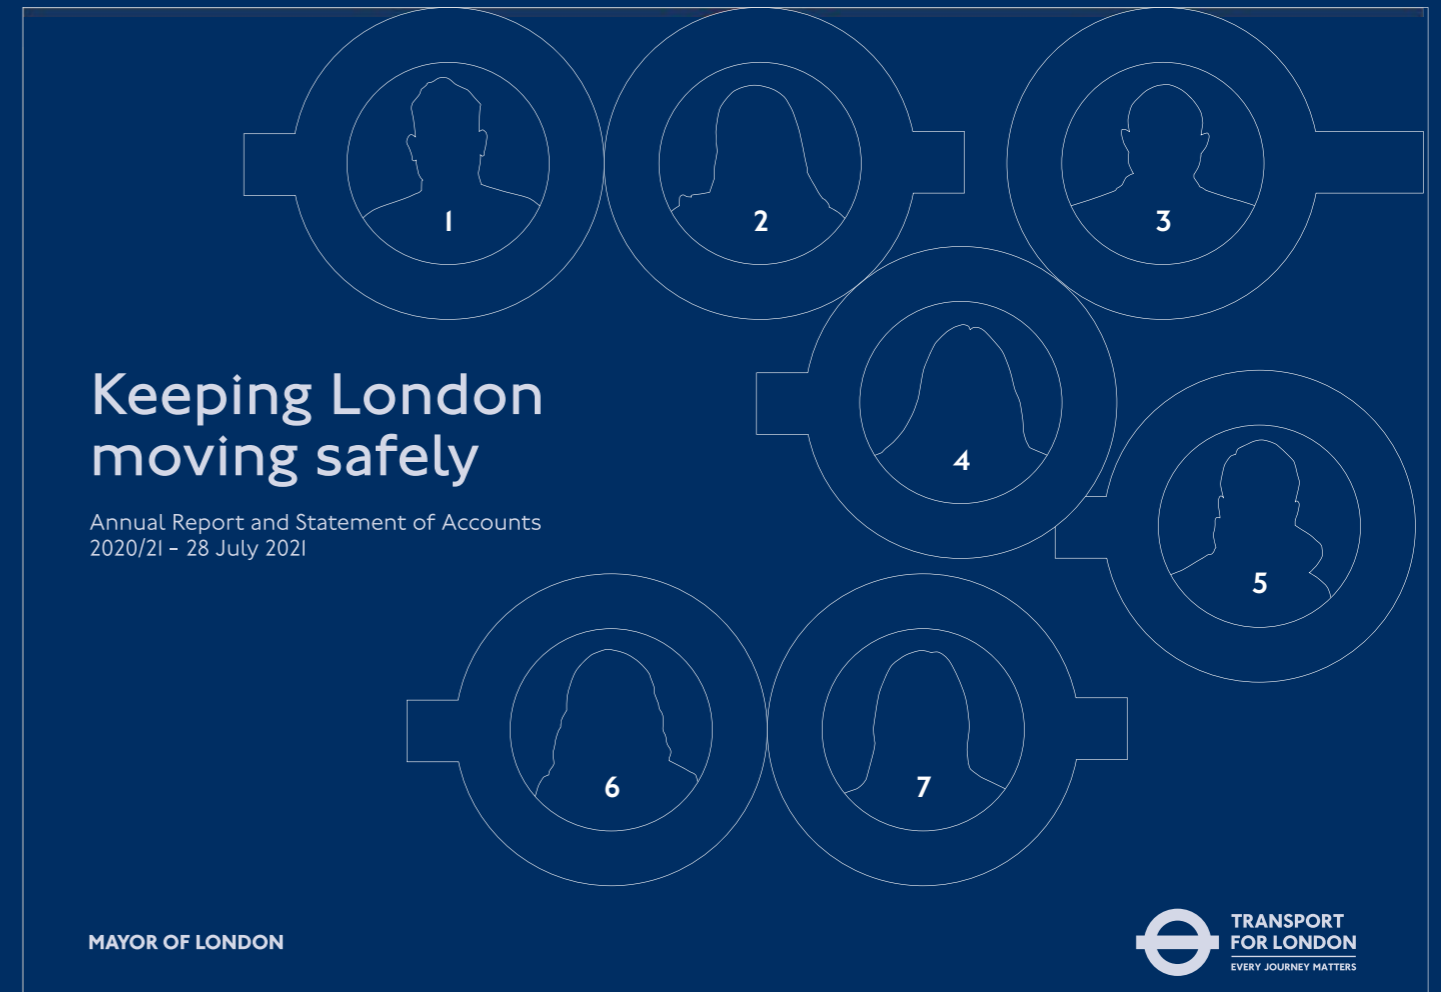 1
2
3
4
5
6
7
Keeping London
moving safely
Annual Report and Statement of Accounts
2020/21 – 28 July 2021
MAYOR OF LONDON
TRANSPORT
FOR LONDON
EVERY JOURNEY MATTERS